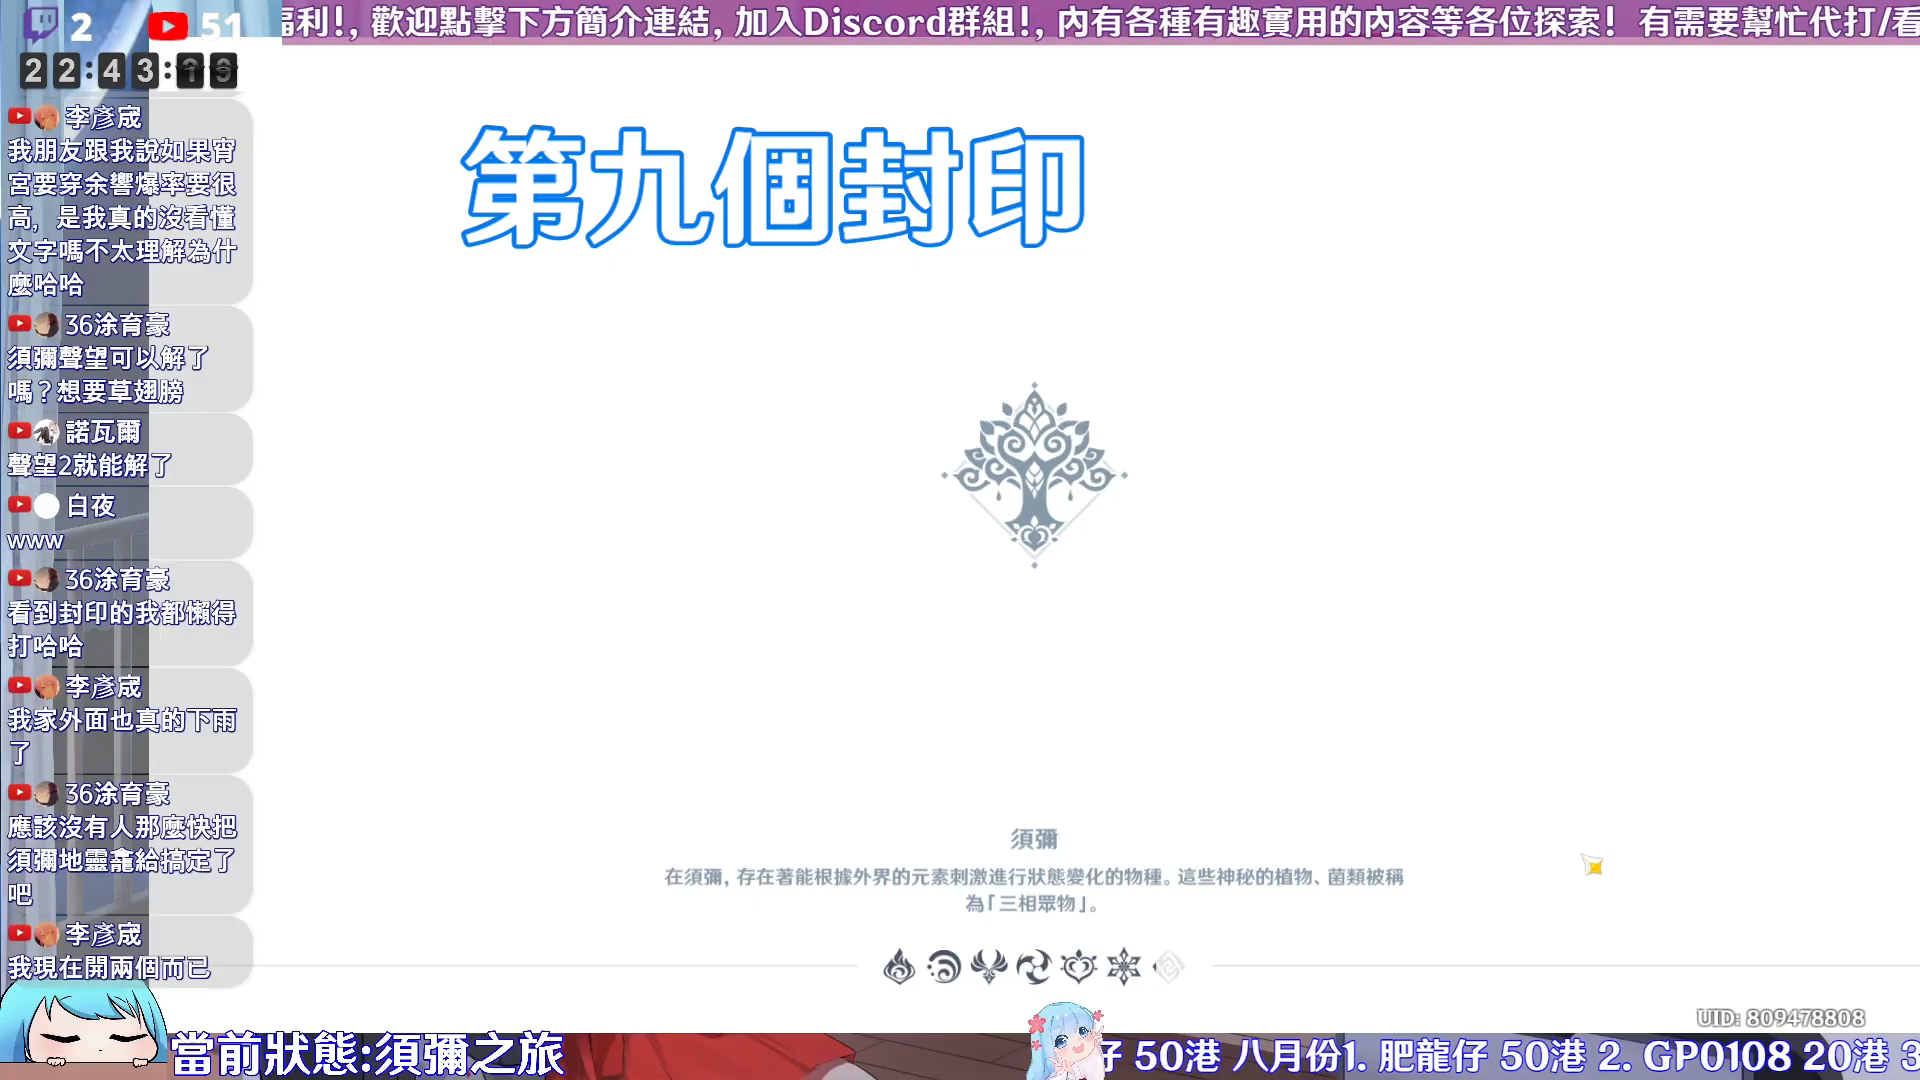 2
51
福利!, 歡迎點擊下方簡介連結, 加入Discord群組!, 內有各種有趣實用的內容等各位探索! 有需要幫忙代打/看
22:43:
李彥宬
我朋友跟我說如果宵
宮要穿余響爆率要很
高，是我真的沒看懂
文字嗎不太理解為什
麼哈哈
36涂育豪
須彌聲望可以解了
嗎？想要草翅膀
諾瓦爾
聲望2就能解了
白夜
www
36涂育豪
看到封印的我都懶得
打哈哈
李彥宬
我家外面也真的下雨
了
36涂育豪
應該沒有人那麼快把
須彌地靈龕給搞定了
吧
李彥宬
我現在開兩個而已
第九個封印
須彌
在須彌，存在著能根據外界的元素刺激進行狀態變化的物種。這些神秘的植物、菌類被稱
為「三相眾物」。
UID: 809478808
當前狀態:須彌之旅
仔 50港 八月份1. 肥龍仔 50港 2. GP0108 20港 3